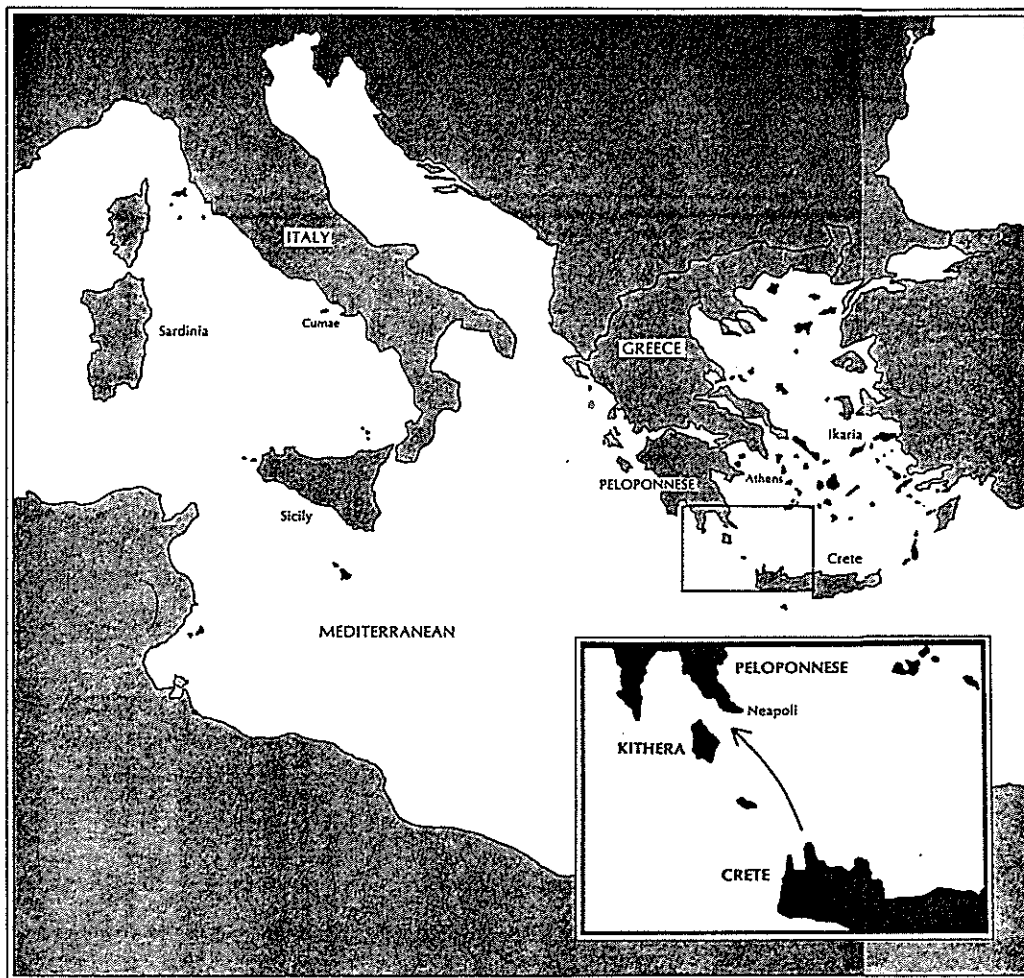 ITALY
Sardinia
Cumae
GREECE
Ikaria
PELOPONNESE
Athens
Sicily
Crete
MEDITERRANEAN
PELOPONNESE
Neapoli
KITHERA
CRETE